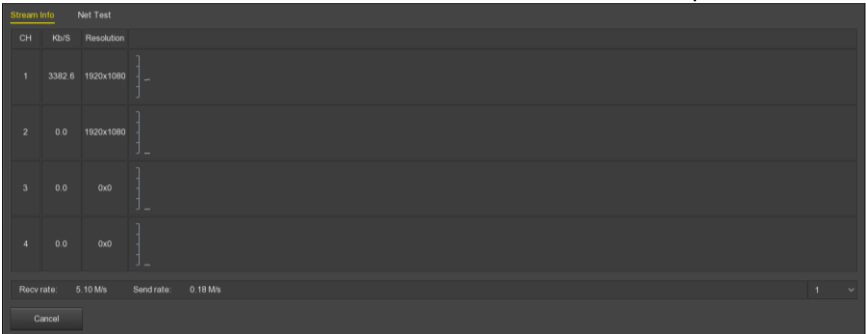 Stream Info Net Test
CH Kb/S Resolution
1 3382.6 1920x1080
2 0.0 1920x1080
3 0.0 0x0
4 0.0 0x0
Recv rate: 5.10 M/s Send rate: 0.18 M/s 1
Cancel